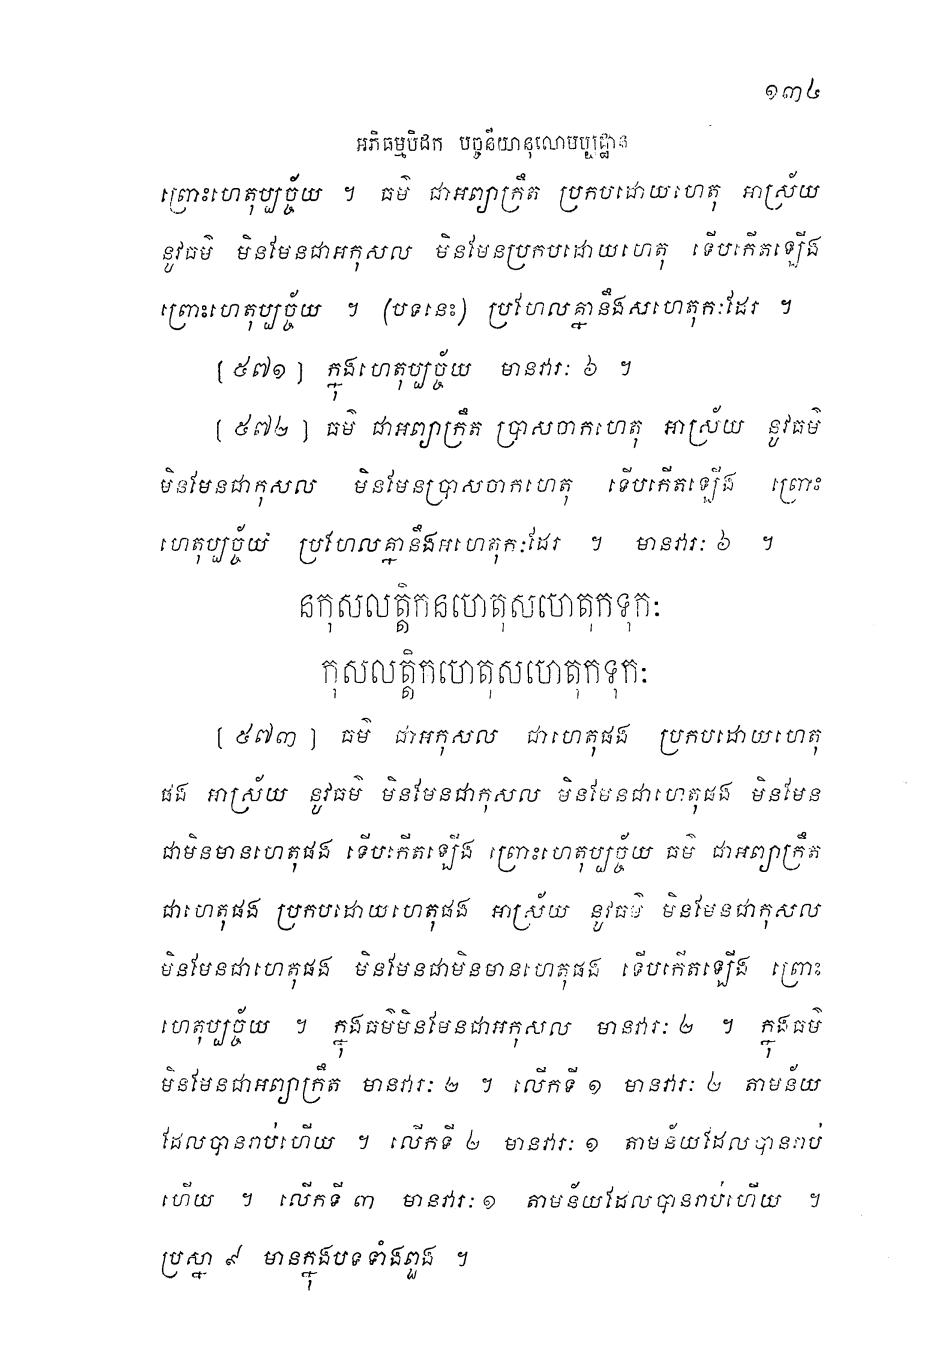 ១៣៤
អភិធម្មបិដក បច្ចនីយានុលោមប្បដ្ឋាន
ព្រោះហេតុប្បច្ច័យ ។ ធម៌ ជាអព្យាក្រឹត ប្រកបដោយហេតុ អាស្រ័យ
នូវធម៌ មិនមែនជាអកុសល មិនមែនប្រកបដោយហេតុ ទើបកើតឡើង
ព្រោះហេតុប្បច្ច័យ ។ (បទនេះ) ប្រហែលគ្នានឹងសហេតុកៈដែរ ។
[៥៧១] ក្នុងហេតុប្បច្ច័យ មានវារៈ ៦ ។
[៥៧២] ធម៌ ជាអព្យាក្រឹត ប្រាសចាកហេតុ អាស្រ័យ នូវធម៌
មិនមែនជាកុសល មិនមែនប្រាសចាកហេតុ ទើបកើតឡើង ព្រោះ
ហេតុប្បច្ច័យ ប្រហែលគ្នានឹងអហេតុកៈដែរ ។ មានវារៈ ៦ ។
នកុសលត្តិកនហេតុសហេតុកទុកៈ
កុសលត្តិកហេតុសហេតុកទុកៈ
[៥៧៣] ធម៌ ជាអកុសល ជាហេតុផង ប្រកបដោយហេតុ
ផង អាស្រ័យ នូវធម៌ មិនមែនជាកុសល មិនមែនជាហេតុផង មិនមែន
ជាមិនមានហេតុផង ទើបកើតឡើង ព្រោះហេតុប្បច្ច័យ ធម៌ ជាអព្យាក្រឹត
ជាហេតុផង ប្រកបដោយហេតុផង អាស្រ័យ នូវធម៌ មិនមែនជាកុសល
មិនមែនជាហេតុផង មិនមែនជាមិនមានហេតុផង ទើបកើតឡើង ព្រោះ
ហេតុប្បច្ច័យ ។ ក្នុងធម៌មិនមែនជាអកុសល មានវារៈ ២ ។ ក្នុងធម៌
មិនមែនជាអព្យាក្រឹត មានវារៈ ២ ។ លើកទី ១ មានវារៈ ២ តាមន័យ
ដែលបានរាប់ហើយ ។ លើកទី ២ មានវារៈ ១ តាមន័យដែលបានរាប់
ហើយ ។ លើកទី ៣ មានវារៈ ១ តាមន័យដែលបានរាប់ហើយ ។
ប្រស្នា ៩ មានក្នុងបទទាំងពួង ។